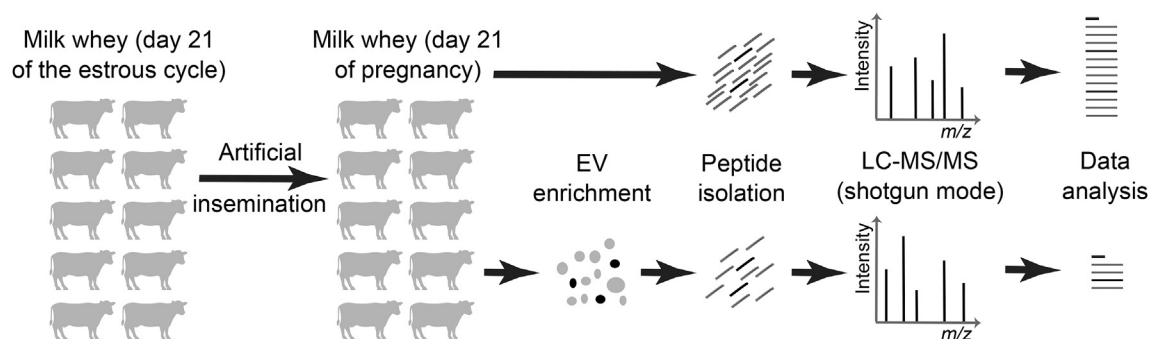 Milk whey (day 21
of the estrous cycle)
Artificial
insemination
Milk whey (day 21
of pregnancy)
EV
enrichment
Peptide
isolation
Intensity
m/z
LC-MS/MS
(shotgun mode)
Intensity
m/z
Data
analysis